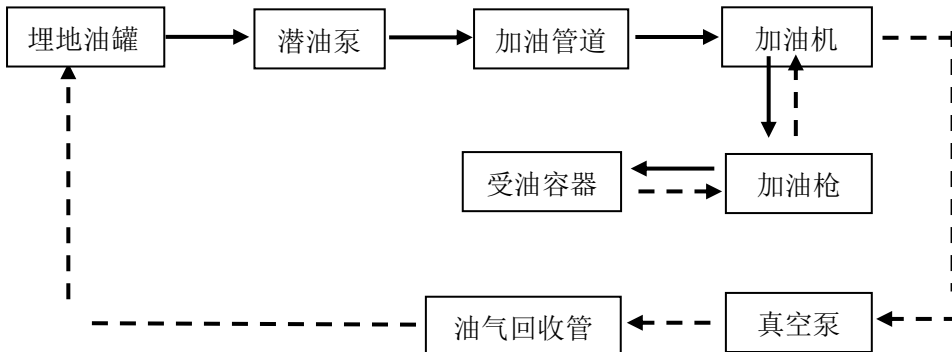 埋地油罐
潜油泵
加油管道
加油机
受油容器
加油枪
油气回收管
真空泵